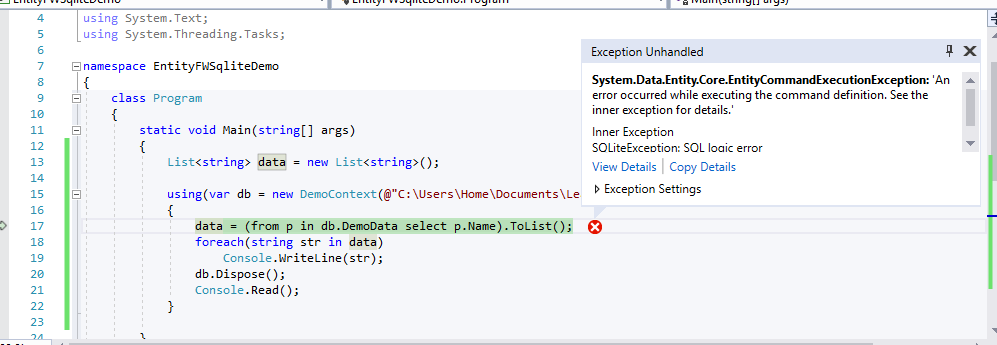 EntityFWSqliteDemo EntityFWSqliteDemo.Program Main(string[] args)
4 using System.Text;
5 using System.Threading.Tasks;
6
7 namespace EntityFWSqliteDemo
8 {
9 class Program
10 {
11 static void Main(string[] args)
12 {
13 List<string> data = new List<string>();
14
15 using(var db = new DemoContext(@"C:\Users\Home\Documents\Le
16 {
17 data = (from p in db.DemoData select p.Name).ToList();
18 foreach(string str in data)
19 Console.WriteLine(str);
20 db.Dispose();
21 Console.Read();
22 }
23
24 }
Exception Unhandled
System.Data.Entity.Core.EntityCommandExecutionException: 'An
error occurred while executing the command definition. See the
inner exception for details.'
Inner Exception
SQLiteException: SQL logic error
View Details | Copy Details
Exception Settings